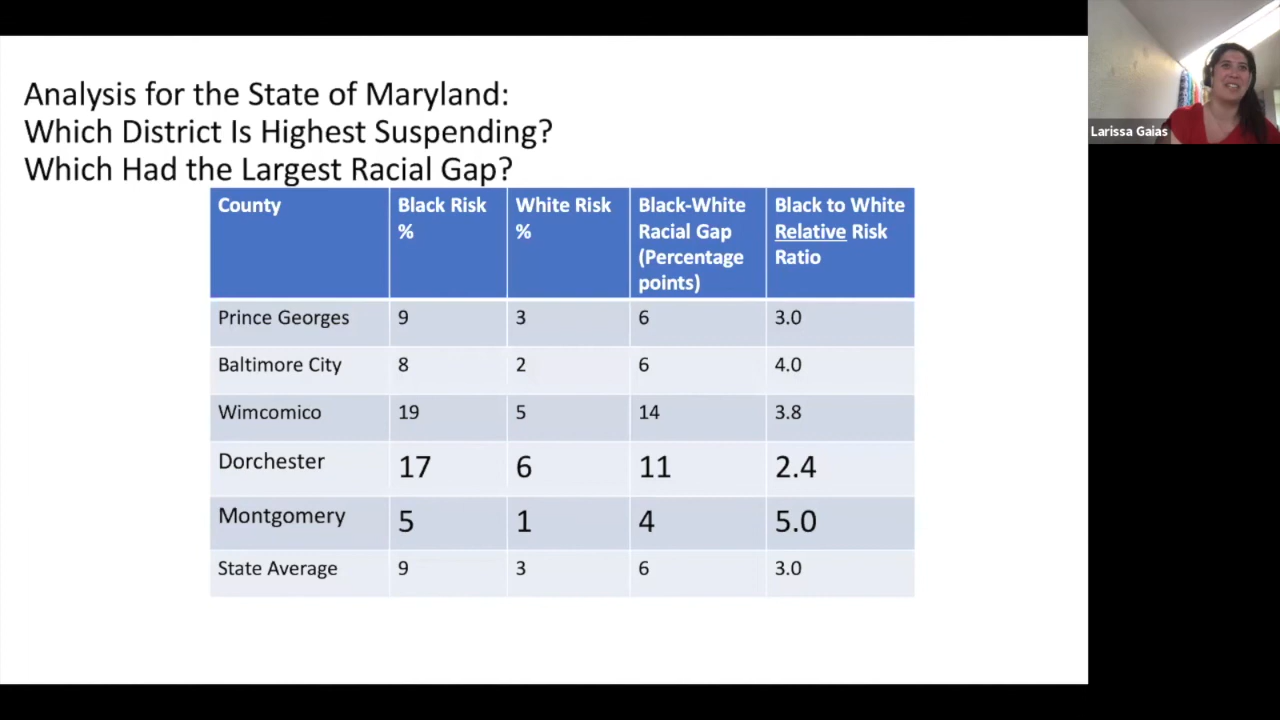 Analysis for the State of Maryland:
Which District Is Highest Suspending?
Which Had the Largest Racial Gap?
County
Black Risk
%
White Risk
%
Black-White
Racial Gap
(Percentage
points)
Black to White
Relative Risk
Ratio
Prince Georges
9
3
6
3.0
Baltimore City
8
2
6
4.0
Wimcomico
19
5
14
3.8
Dorchester
17
6
11
2.4
Montgomery
5
1
4
5.0
State Average
9
3
6
3.0
Larissa Gaias